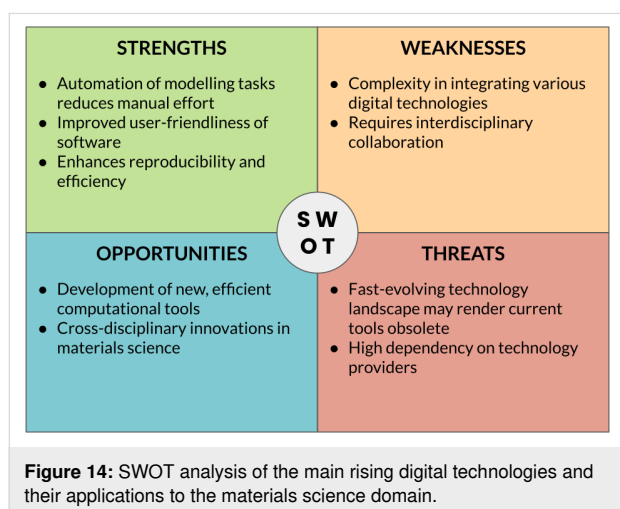 STRENGTHS
● Automation of modelling tasks
reduces manual effort
● Improved user-friendliness of
software
● Enhances reproducibility and
efficiency
WEAKNESSES
● Complexity in integrating various
digital technologies
● Requires interdisciplinary
collaboration
S W
O T
OPPORTUNITIES
● Development of new, efficient
computational tools
● Cross-disciplinary innovations in
materials science
THREATS
● Fast-evolving technology
landscape may render current
tools obsolete
● High dependency on technology
providers
Figure 14: SWOT analysis of the main rising digital technologies and
their applications to the materials science domain.